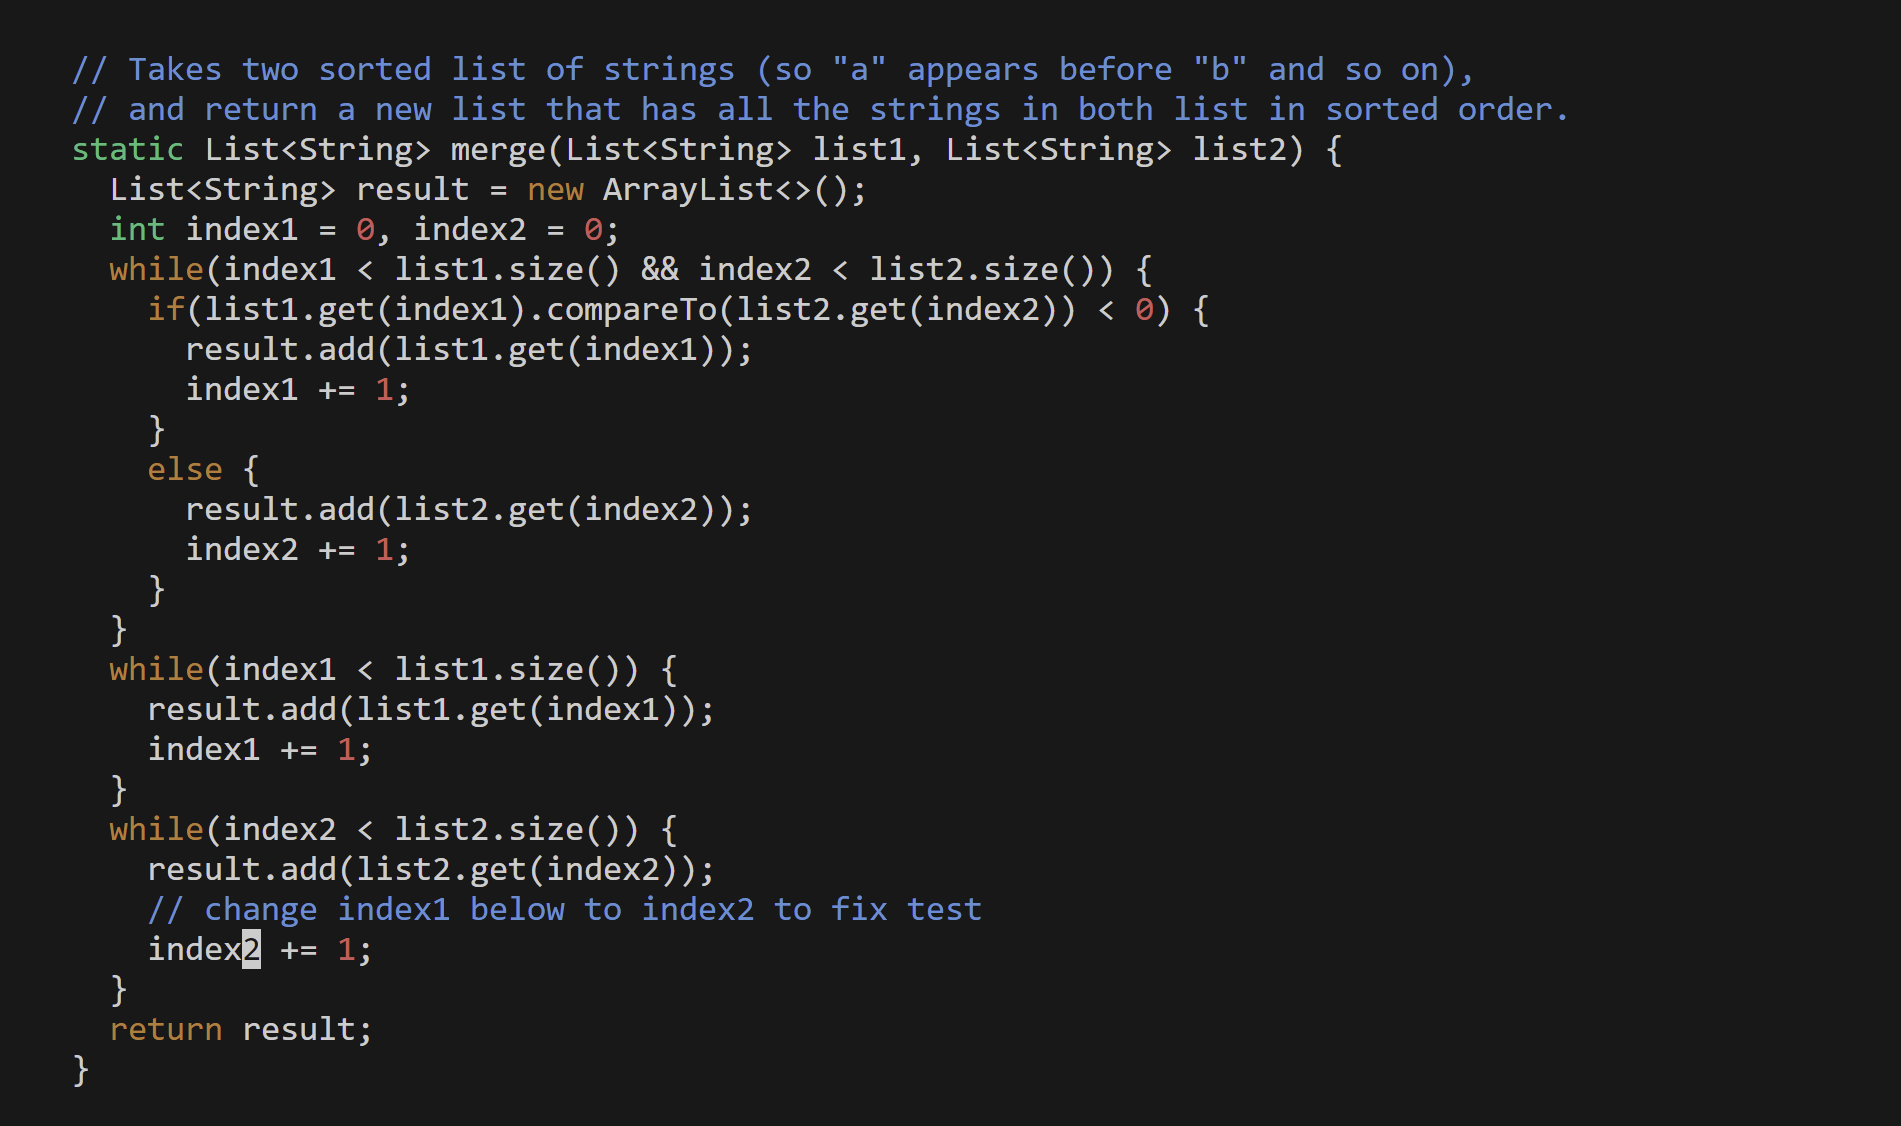 // Takes two sorted list of strings (so "a" appears before "b" and so on),
// and return a new list that has all the strings in both list in sorted order.
static List<String> merge(List<String> list1, List<String> list2) {
  List<String> result = new ArrayList<>();
  int index1 = 0, index2 = 0;
  while(index1 < list1.size() && index2 < list2.size()) {
    if(list1.get(index1).compareTo(list2.get(index2)) < 0) {
      result.add(list1.get(index1));
      index1 += 1;
    }
    else {
      result.add(list2.get(index2));
      index2 += 1;
    }
  }
  while(index1 < list1.size()) {
    result.add(list1.get(index1));
    index1 += 1;
  }
  while(index2 < list2.size()) {
    result.add(list2.get(index2));
    // change index1 below to index2 to fix test
    index2 += 1;
  }
  return result;
}